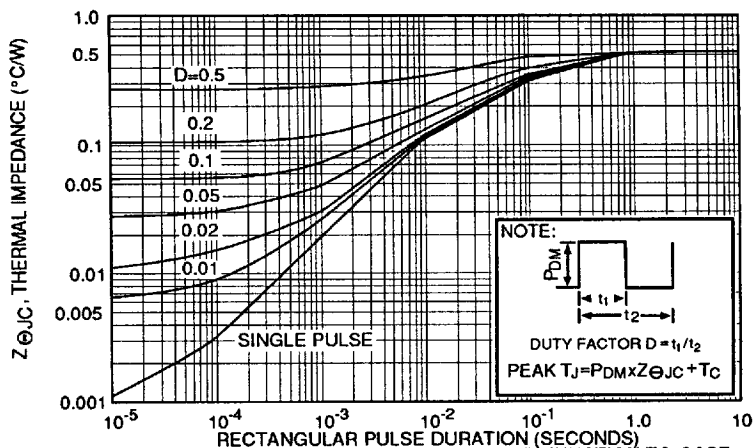 ZΘJC, THERMAL IMPEDANCE (°C/W)
1.0
0.5
0.1
0.05
0.01
0.005
0.001
D=0.5
0.2
0.1
0.05
0.02
0.01
SINGLE PULSE
NOTE:
PDM
t1
t2
DUTY FACTOR D = t1/t2
PEAK TJ=PDMxZΘJC+TC
10-5
10-4
10-3
10-2
10-1
1.0
10
RECTANGULAR PULSE DURATION (SECONDS)